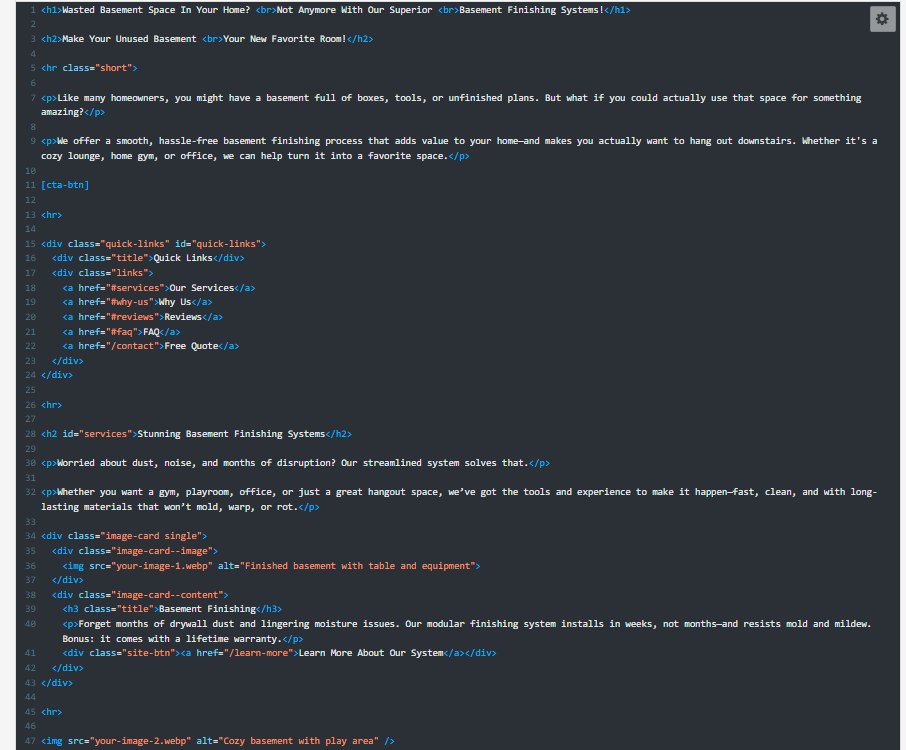 1 <h1>Wasted Basement Space In Your Home? <br>Not Anymore With Our Superior <br>Basement Finishing Systems!</h1>
2
3 <h2>Make Your Unused Basement <br>Your New Favorite Room!</h2>
4
5 <hr class="short">
6
7 <p>Like many homeowners, you might have a basement full of boxes, tools, or unfinished plans. But what if you could actually use that space for something
amazing?</p>
8
9 <p>We offer a smooth, hassle-free basement finishing process that adds value to your home—and makes you actually want to hang out downstairs. Whether it's a
cozy lounge, home gym, or office, we can help turn it into a favorite space.</p>
10
11 [cta-btn]
12
13 <hr>
14
15 <div class="quick-links" id="quick-links">
16   <div class="title">Quick Links</div>
17   <div class="links">
18     <a href="#services">Our Services</a>
19     <a href="#why-us">Why Us</a>
20     <a href="#reviews">Reviews</a>
21     <a href="#faq">FAQ</a>
22     <a href="/contact">Free Quote</a>
23   </div>
24 </div>
25
26 <hr>
27
28 <h2 id="services">Stunning Basement Finishing Systems</h2>
29
30 <p>Worried about dust, noise, and months of disruption? Our streamlined system solves that.</p>
31
32 <p>Whether you want a gym, playroom, office, or just a great hangout space, we’ve got the tools and experience to make it happen—fast, clean, and with long-
lasting materials that won’t mold, warp, or rot.</p>
33
34 <div class="image-card single">
35   <div class="image-card--image">
36     <img src="your-image-1.webp" alt="Finished basement with table and equipment">
37   </div>
38   <div class="image-card--content">
39     <h3 class="title">Basement Finishing</h3>
40     <p>Forget months of drywall dust and lingering moisture issues. Our modular finishing system installs in weeks, not months—and resists mold and mildew.
Bonus: it comes with a lifetime warranty.</p>
41     <div class="site-btn"><a href="/learn-more">Learn More About Our System</a></div>
42   </div>
43 </div>
44
45 <hr>
46
47 <img src="your-image-2.webp" alt="Cozy basement with play area" />